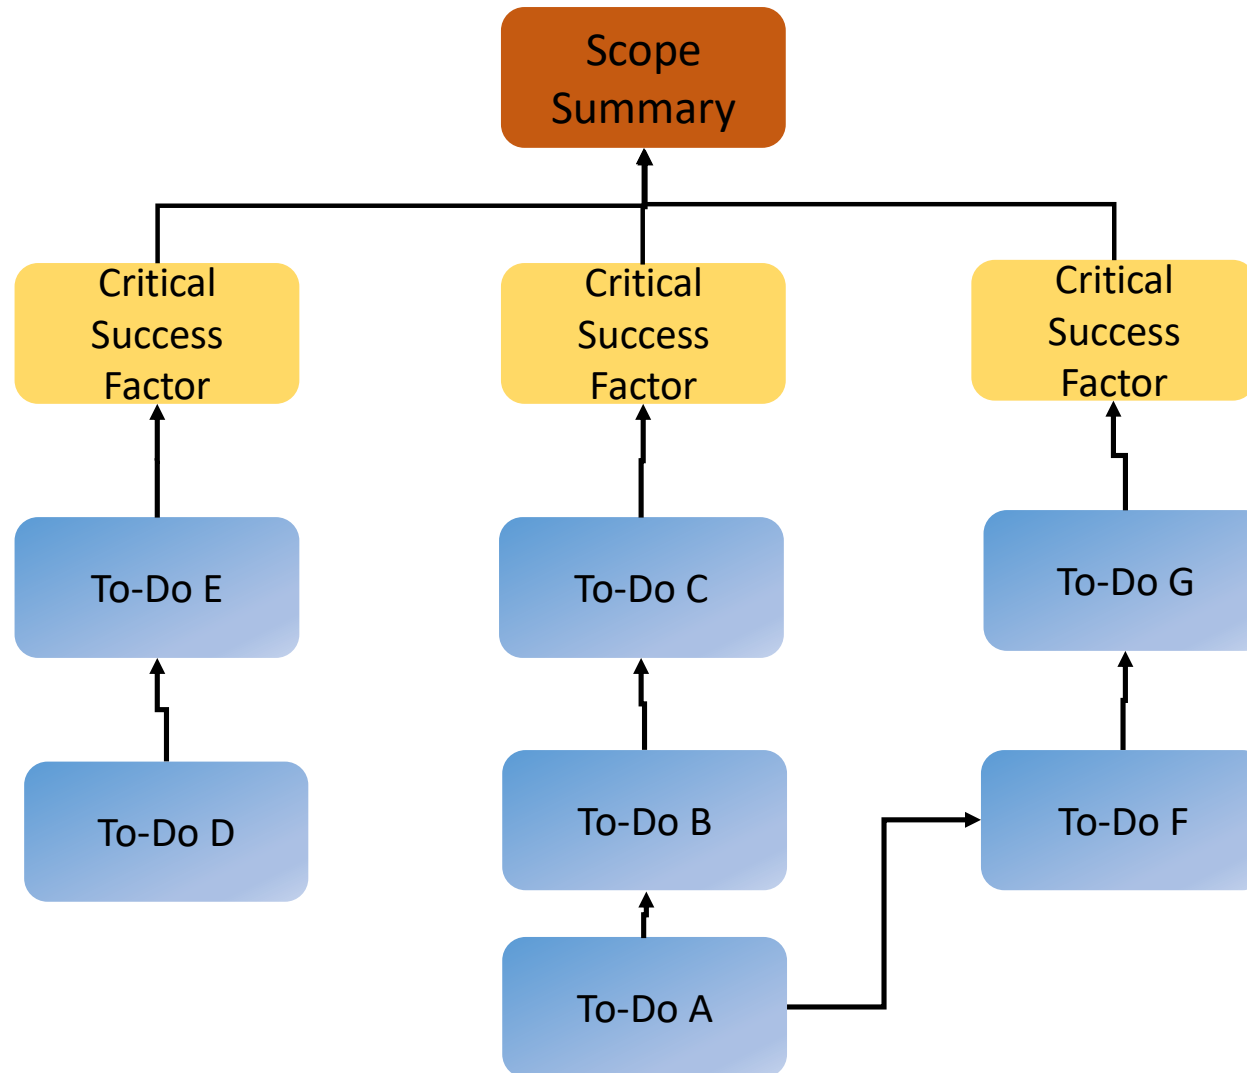 Scope
Summary
Critical
Success
Factor
Critical
Success
Factor
Critical
Success
Factor
To-Do E
To-Do C
To-Do G
To-Do D
To-Do B
To-Do F
To-Do A